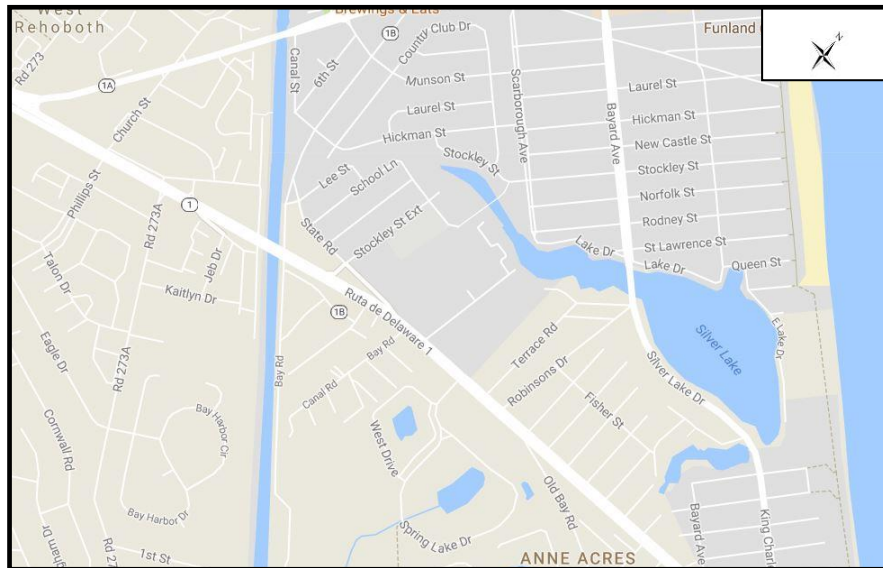 West
Rehoboth
Brewings & Eats
Funland
N
Rd 273
1A
1B
Canal St
6th St
Country Club Dr
Munson St
Laurel St
Hickman St
Stockley St
Scarborough Ave
Bayard Ave
Laurel St
Hickman St
New Castle St
Stockley St
Norfolk St
Rodney St
St Lawrence St
Queen St
Lake Dr
Lake Dr
E Lake Dr
Silver Lake
Silver Lake Dr
Church St
Phillips St
Rd 273A
1
Lee St
School Ln
State Rd
Stockley St Ext
Talon Dr
Jeb Dr
Kaitlyn Dr
Eagle Dr
Rd 273A
1B
Ruta de Delaware 1
Bay Rd
Bay Rd
Canal Rd
West Drive
Terrace Rd
Robinsons Dr
Fisher St
Cornwall Rd
Bay Harbor Cir
Bay Harbor Dr
1st St
Spring Lake Dr
Old Bay Rd
ANNE ACRES
Bayard Ave
King Charle